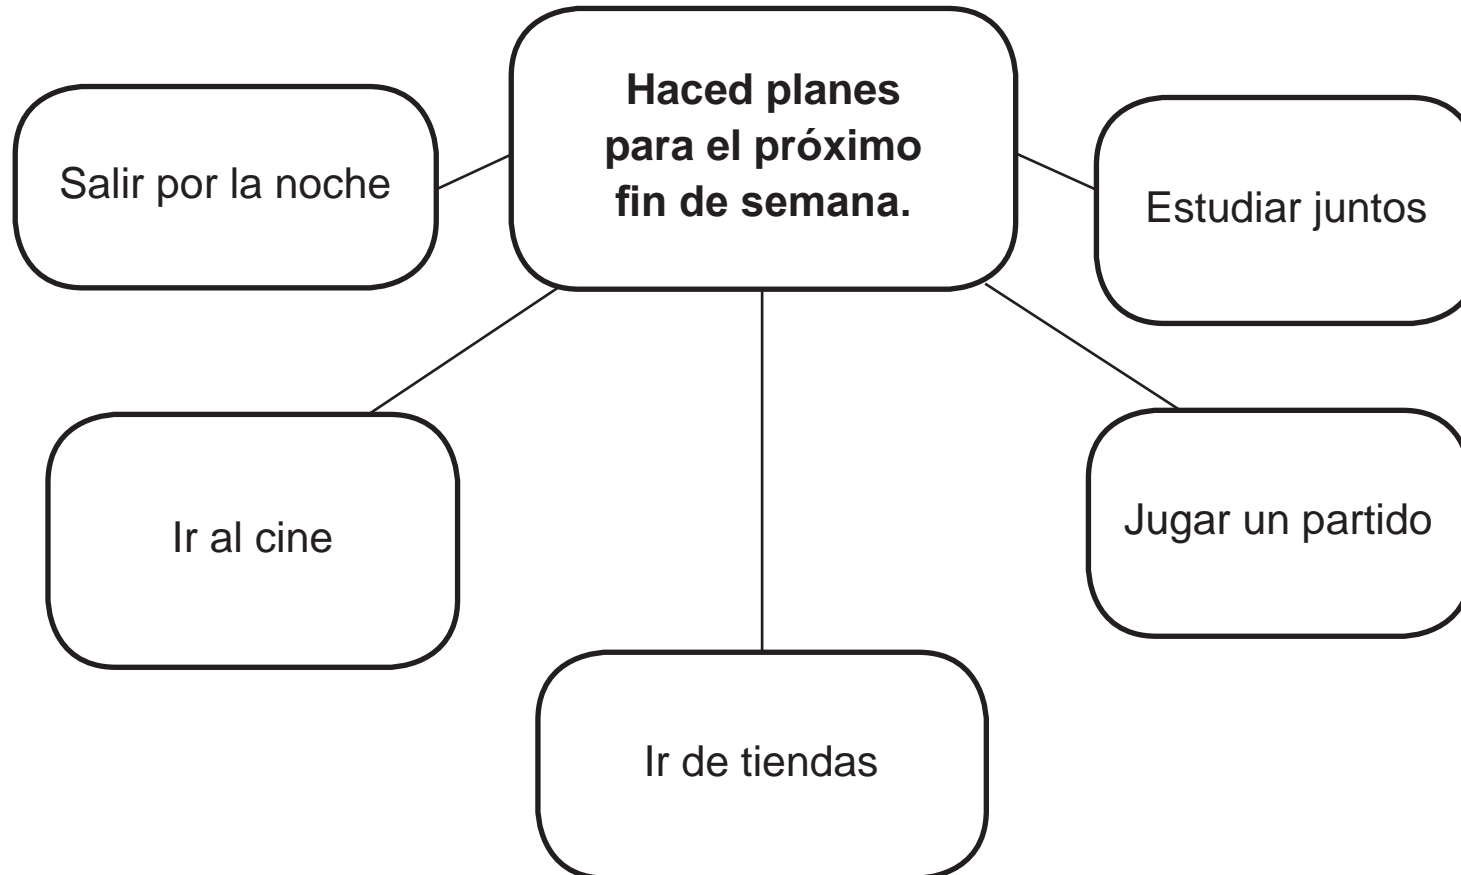 Haced planes
para el próximo
fin de semana.
Salir por la noche
Estudiar juntos
Ir al cine
Jugar un partido
Ir de tiendas